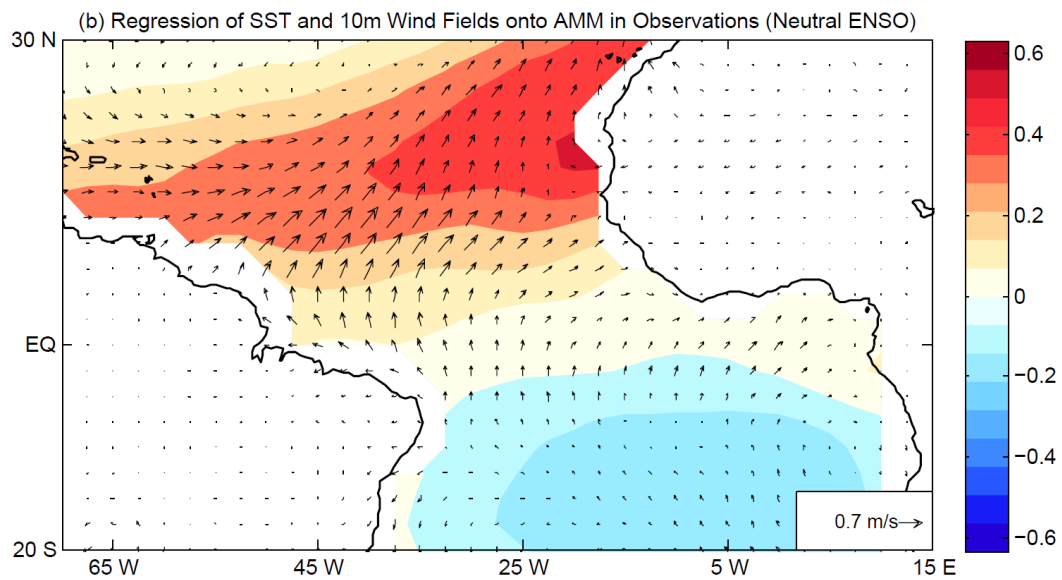 (b) Regression of SST and 10m Wind Fields onto AMM in Observations (Neutral ENSO)
30 N
EQ
20 S
65 W
45 W
25 W
5 W
15 E
0.7 m/s
0.6
0.4
0.2
0
−0.2
−0.4
−0.6